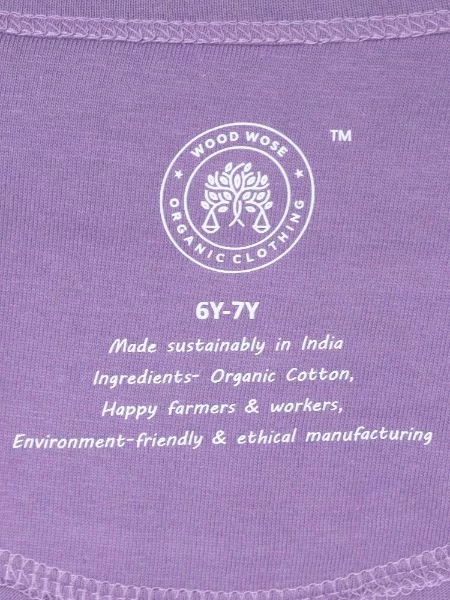 WOOD WOSE
ORGANIC CLOTHING
TM
6Y-7Y
Made sustainably in India
Ingredients- Organic Cotton,
Happy farmers & workers,
Environment-friendly & ethical manufacturing